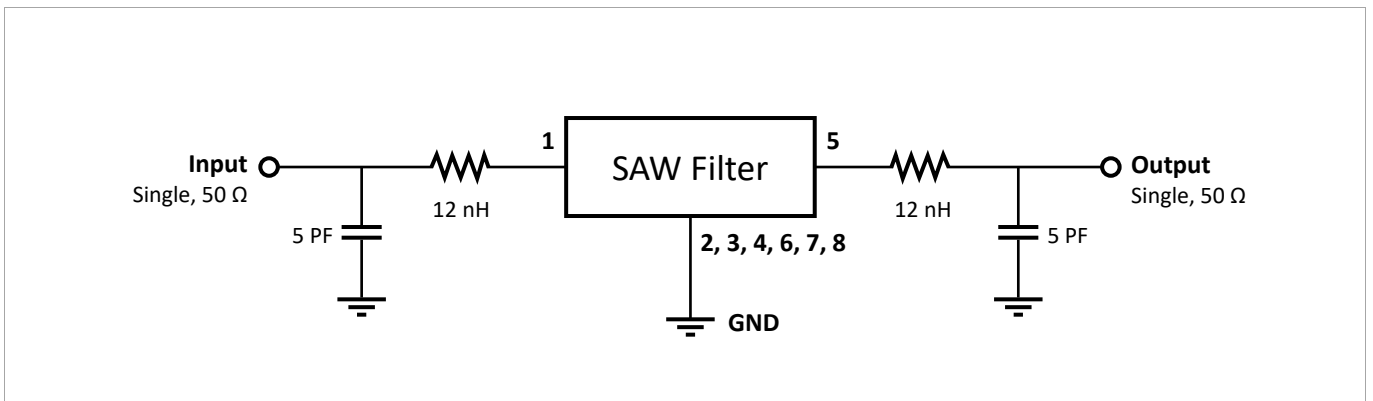 Input
Single, 50 Ω
5 PF
12 nH
1
SAW Filter
5
2, 3, 4, 6, 7, 8
GND
12 nH
5 PF
Output
Single, 50 Ω